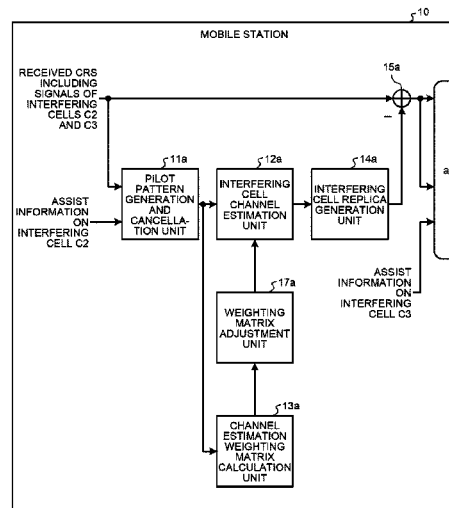 10
MOBILE STATION
RECEIVED CRS
INCLUDING
SIGNALS OF
INTERFERING
CELLS C2
AND C3
15a
−
a
11a
PILOT
PATTERN
GENERATION
AND
CANCELLA-
TION UNIT
12a
INTERFERING
CELL
CHANNEL
ESTIMATION
UNIT
14a
INTERFERING
CELL REPLICA
GENERATION
UNIT
ASSIST
INFORMATION
ON
INTERFERING
CELL C2
ASSIST
INFORMATION
ON
INTERFERING
CELL C3
17a
WEIGHTING
MATRIX
ADJUSTMENT
UNIT
13a
CHANNEL
ESTIMATION
WEIGHTING
MATRIX
CALCULATION
UNIT